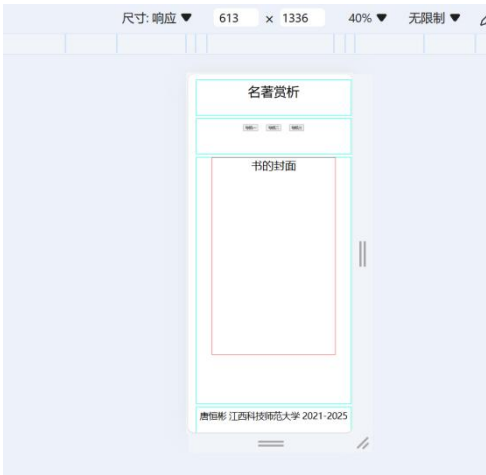 尺寸: 响应 ▼ 613 × 1336 40% ▼ 无限制 ▼
名著赏析
书的封面
唐恒彬 江西科技师范大学 2021-2025